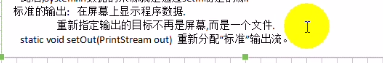 标准的输出: 在屏幕上显示程序数据.
重新指定输出的目标不再是屏幕,而是一个文件.
static void setOut(PrintStream out) 重新分配“标准”输出流。